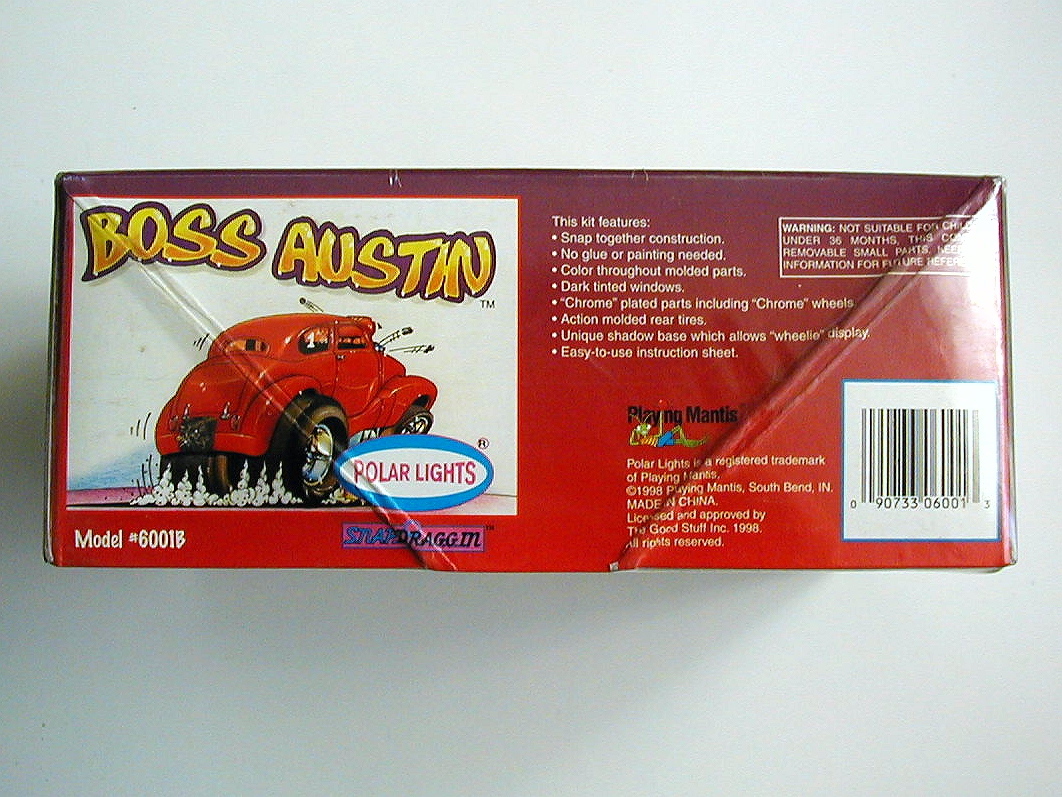 BOSS AUSTIN
TM
1
POLAR LIGHTS
®
Model #6001B
SNAPDRAGG'N
This kit features:
• Snap together construction.
• No glue or painting needed.
• Color throughout molded parts.
• Dark tinted windows.
• "Chrome" plated parts including "Chrome" wheels.
• Action molded rear tires.
• Unique shadow base which allows "wheelie" display.
• Easy-to-use instruction sheet.
WARNING: NOT SUITABLE FOR
UNDER 36 MONTHS, THIS
REMOVABLE SMALL PARTS.
INFORMATION FOR FUTURE
Playing Mantis
Polar Lights is a registered trademark
of Playing Mantis.
©1998 Playing Mantis, South Bend, IN.
MADE IN CHINA.
Licensed and approved by
The Good Stuff Inc. 1998.
All rights reserved.
0 90733 06001 3